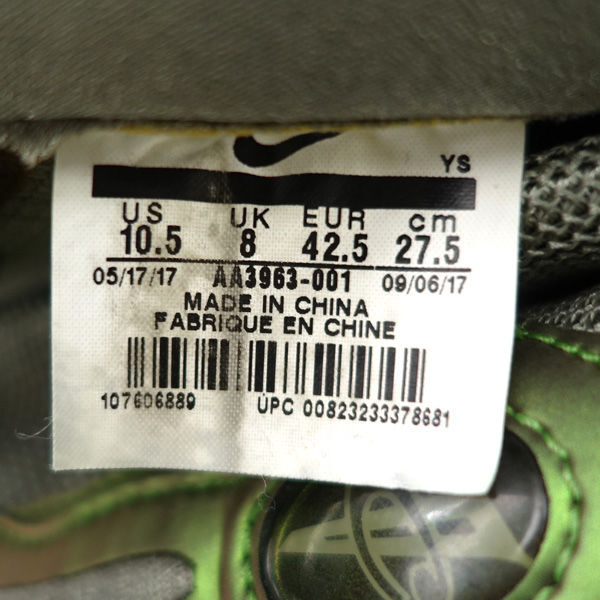 YS
US UK EUR cm
10.5 8 42.5 27.5
05/17/17 AA3963-001 09/06/17
MADE IN CHINA
FABRIQUE EN CHINE
107606889 UPC 00823233378681